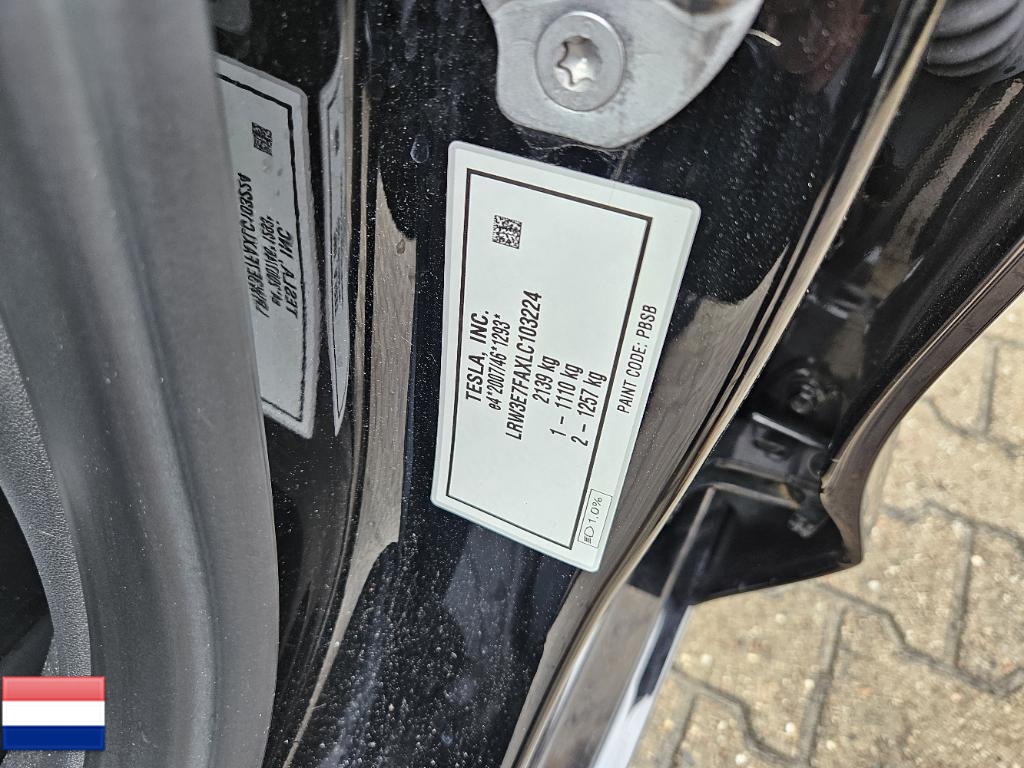 TESLA, INC.
e4*2007/46*1293*
LRW3E7FAXLC103224
2139 kg
1 - 1110 kg
2 - 1257 kg
PAINT CODE: PBSB
1.0%